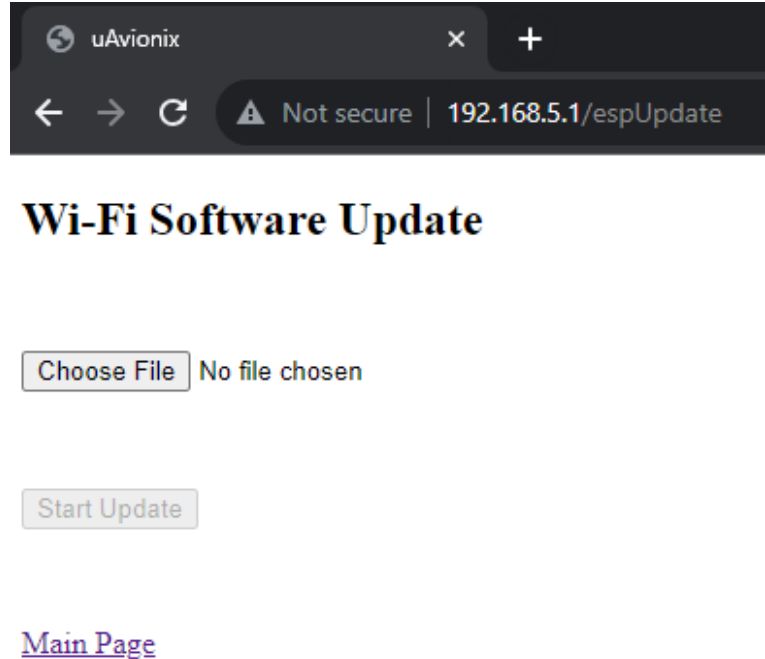 uAvionix
Not secure | 192.168.5.1/espUpdate
Wi-Fi Software Update
Choose File No file chosen
Start Update
Main Page